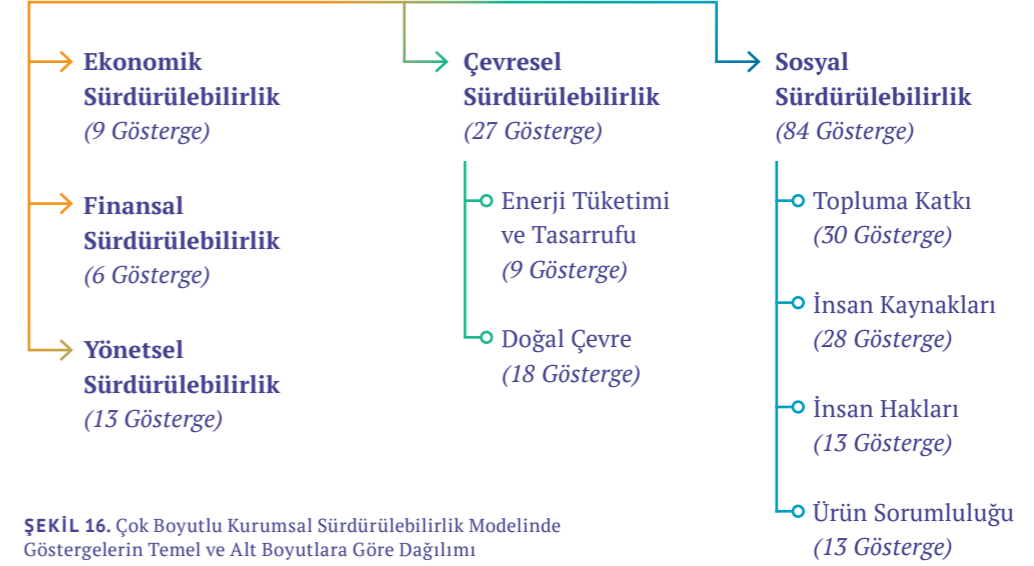 Ekonomik
Sürdürülebilirlik
(9 Gösterge)
Finansal
Sürdürülebilirlik
(6 Gösterge)
Yönetsel
Sürdürülebilirlik
(13 Gösterge)
Çevresel
Sürdürülebilirlik
(27 Gösterge)
Enerji Tüketimi
ve Tasarrufu
(9 Gösterge)
Doğal Çevre
(18 Gösterge)
Sosyal
Sürdürülebilirlik
(84 Gösterge)
Topluma Katkı
(30 Gösterge)
İnsan Kaynakları
(28 Gösterge)
İnsan Hakları
(13 Gösterge)
Ürün Sorumluluğu
(13 Gösterge)
ŞEKİL 16. Çok Boyutlu Kurumsal Sürdürülebilirlik Modelinde
Göstergelerin Temel ve Alt Boyutlara Göre Dağılımı